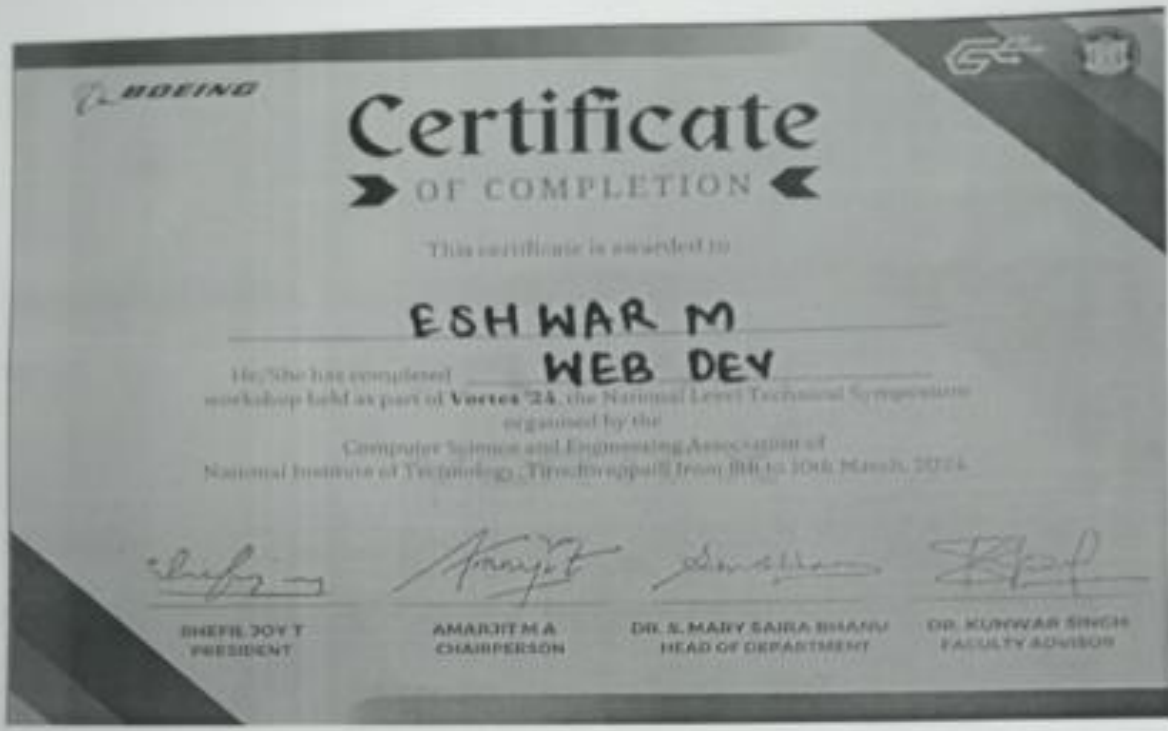 BOEING
Certificate
OF COMPLETION
This certificate is awarded to
ESHWAR M
He/She has completed WEB DEV
workshop held as part of Vortex '24, the National Level Technical Symposium
organised by the
Computer Science and Engineering Association of
National Institute of Technology, Tiruchirappalli from 8th to 10th March, 2024
SHEFIL JOY T
PRESIDENT
AMARJIT M A
CHAIRPERSON
DR. S. MARY SAIRA BHANU
HEAD OF DEPARTMENT
DR. KUNWAR SINGH
FACULTY ADVISOR